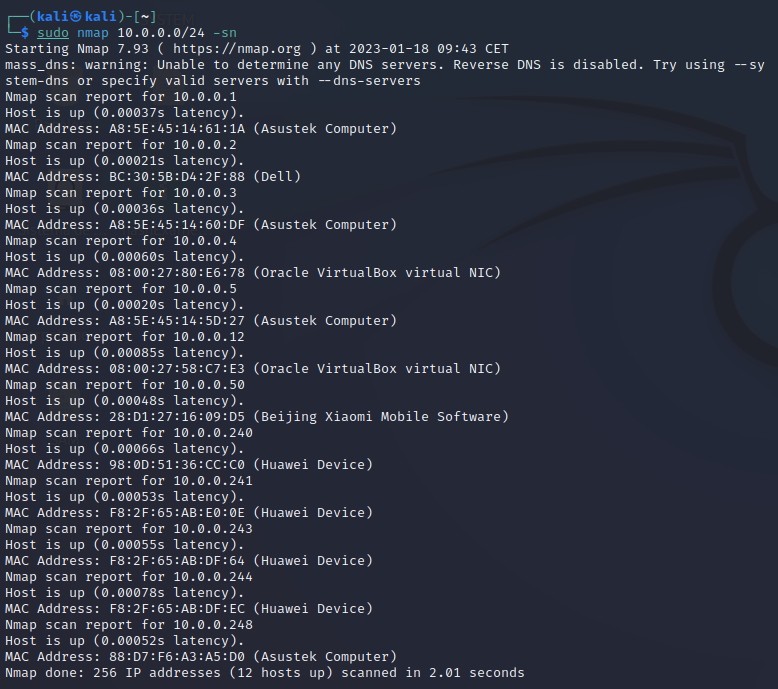 ┌──(kali㉿kali)-[~]
└─$ sudo nmap 10.0.0.0/24 -sn
Starting Nmap 7.93 ( https://nmap.org ) at 2023-01-18 09:43 CET
mass_dns: warning: Unable to determine any DNS servers. Reverse DNS is disabled. Try using --sy
stem-dns or specify valid servers with --dns-servers
Nmap scan report for 10.0.0.1
Host is up (0.00037s latency).
MAC Address: A8:5E:45:14:61:1A (Asustek Computer)
Nmap scan report for 10.0.0.2
Host is up (0.00021s latency).
MAC Address: BC:30:5B:D4:2F:88 (Dell)
Nmap scan report for 10.0.0.3
Host is up (0.00036s latency).
MAC Address: A8:5E:45:14:60:DF (Asustek Computer)
Nmap scan report for 10.0.0.4
Host is up (0.00060s latency).
MAC Address: 08:00:27:80:E6:78 (Oracle VirtualBox virtual NIC)
Nmap scan report for 10.0.0.5
Host is up (0.00020s latency).
MAC Address: A8:5E:45:14:5D:27 (Asustek Computer)
Nmap scan report for 10.0.0.12
Host is up (0.00085s latency).
MAC Address: 08:00:27:58:C7:E3 (Oracle VirtualBox virtual NIC)
Nmap scan report for 10.0.0.50
Host is up (0.00048s latency).
MAC Address: 28:D1:27:16:09:D5 (Beijing Xiaomi Mobile Software)
Nmap scan report for 10.0.0.240
Host is up (0.00066s latency).
MAC Address: 98:0D:51:36:CC:C0 (Huawei Device)
Nmap scan report for 10.0.0.241
Host is up (0.00053s latency).
MAC Address: F8:2F:65:AB:E0:0E (Huawei Device)
Nmap scan report for 10.0.0.243
Host is up (0.00055s latency).
MAC Address: F8:2F:65:AB:DF:64 (Huawei Device)
Nmap scan report for 10.0.0.244
Host is up (0.00078s latency).
MAC Address: F8:2F:65:AB:DF:EC (Huawei Device)
Nmap scan report for 10.0.0.248
Host is up (0.00052s latency).
MAC Address: 88:D7:F6:A3:A5:D0 (Asustek Computer)
Nmap done: 256 IP addresses (12 hosts up) scanned in 2.01 seconds